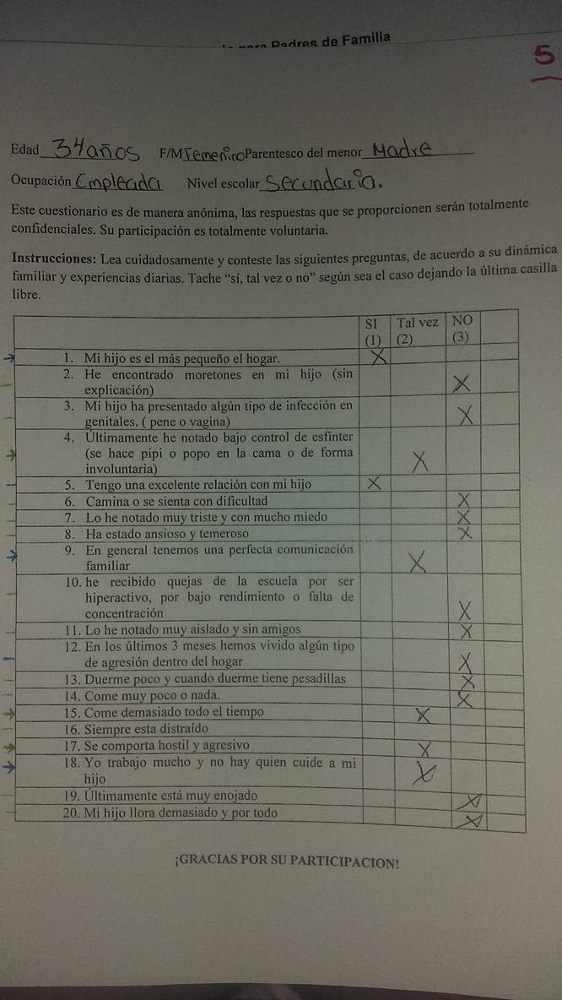 Padres de Familia
5
Edad 34 años F/M Femenino Parentesco del menor Madre
Ocupación Empleada Nivel escolar Secundaria.
Este cuestionario es de manera anónima, las respuestas que se proporcionen serán totalmente
confidenciales. Su participación es totalmente voluntaria.
Instrucciones: Lea cuidadosamente y conteste las siguientes preguntas, de acuerdo a su dinámica
familiar y experiencias diarias. Tache “sí, tal vez o no” según sea el caso dejando la última casilla
libre.
SI Tal vez NO
(1) (2) (3)
1. Mi hijo es el más pequeño el hogar. X
2. He encontrado moretones en mi hijo (sin
explicación) X
3. Mi hijo ha presentado algún tipo de infección en
genitales. ( pene o vagina) X
4. Últimamente he notado bajo control de esfínter
(se hace pipi o popo en la cama o de forma
involuntaria) X
5. Tengo una excelente relación con mi hijo X
6. Camina o se sienta con dificultad X
7. Lo he notado muy triste y con mucho miedo X
8. Ha estado ansioso y temeroso X
9. En general tenemos una perfecta comunicación
familiar X
10. he recibido quejas de la escuela por ser
hiperactivo, por bajo rendimiento o falta de
concentración X
11. Lo he notado muy aislado y sin amigos X
12. En los últimos 3 meses hemos vivido algún tipo
de agresión dentro del hogar X
13. Duerme poco y cuando duerme tiene pesadillas X
14. Come muy poco o nada. X
15. Come demasiado todo el tiempo X
16. Siempre esta distraído
17. Se comporta hostil y agresivo X
18. Yo trabajo mucho y no hay quien cuide a mi
hijo X
19. Últimamente está muy enojado X
20. Mi hijo llora demasiado y por todo X
¡GRACIAS POR SU PARTICIPACION!